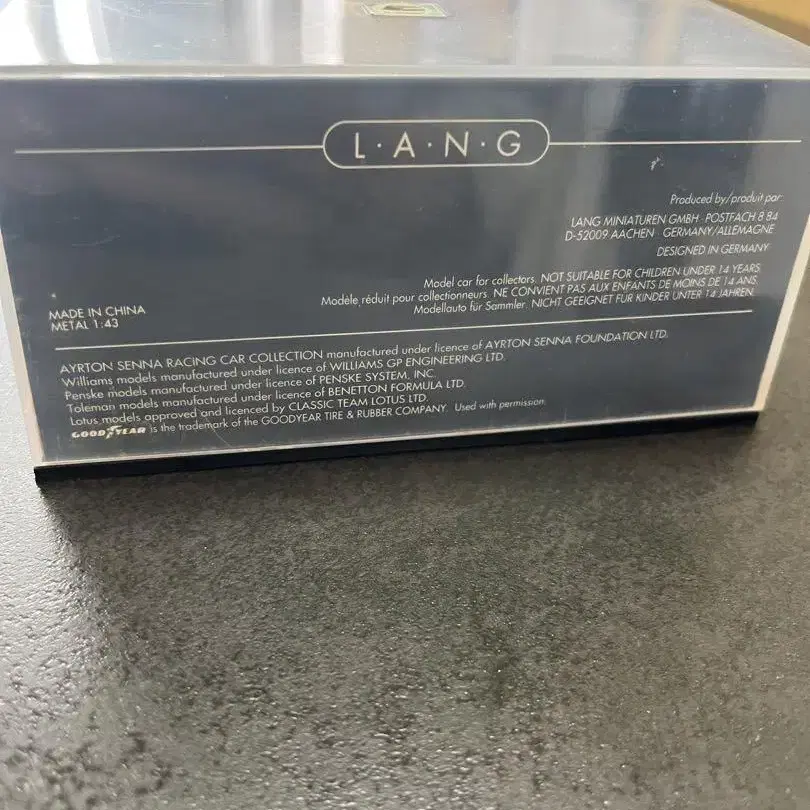 L·A·N·G
Produced by/produit par:
LANG MINIATUREN GMBH · POSTFACH 8 84
D-52009 AACHEN · GERMANY/ALLEMAGNE
DESIGNED IN GERMANY
Model car for collectors. NOT SUITABLE FOR CHILDREN UNDER 14 YEARS.
Modèle réduit pour collectionneurs. NE CONVIENT PAS AUX ENFANTS DE MOINS DE 14 ANS.
Modellauto für Sammler. NICHT GEEIGNET FÜR KINDER UNTER 14 JAHREN.
MADE IN CHINA
METAL 1:43
AYRTON SENNA RACING CAR COLLECTION manufactured under licence of AYRTON SENNA FOUNDATION LTD.
Williams models manufactured under licence of WILLIAMS GP ENGINEERING LTD.
Penske models manufactured under licence of PENSKE SYSTEM, INC.
Toleman models manufactured under licence of BENETTON FORMULA LTD.
Lotus models approved and licenced by CLASSIC TEAM LOTUS LTD.
GOODYEAR is the trademark of the GOODYEAR TIRE & RUBBER COMPANY. Used with permission.